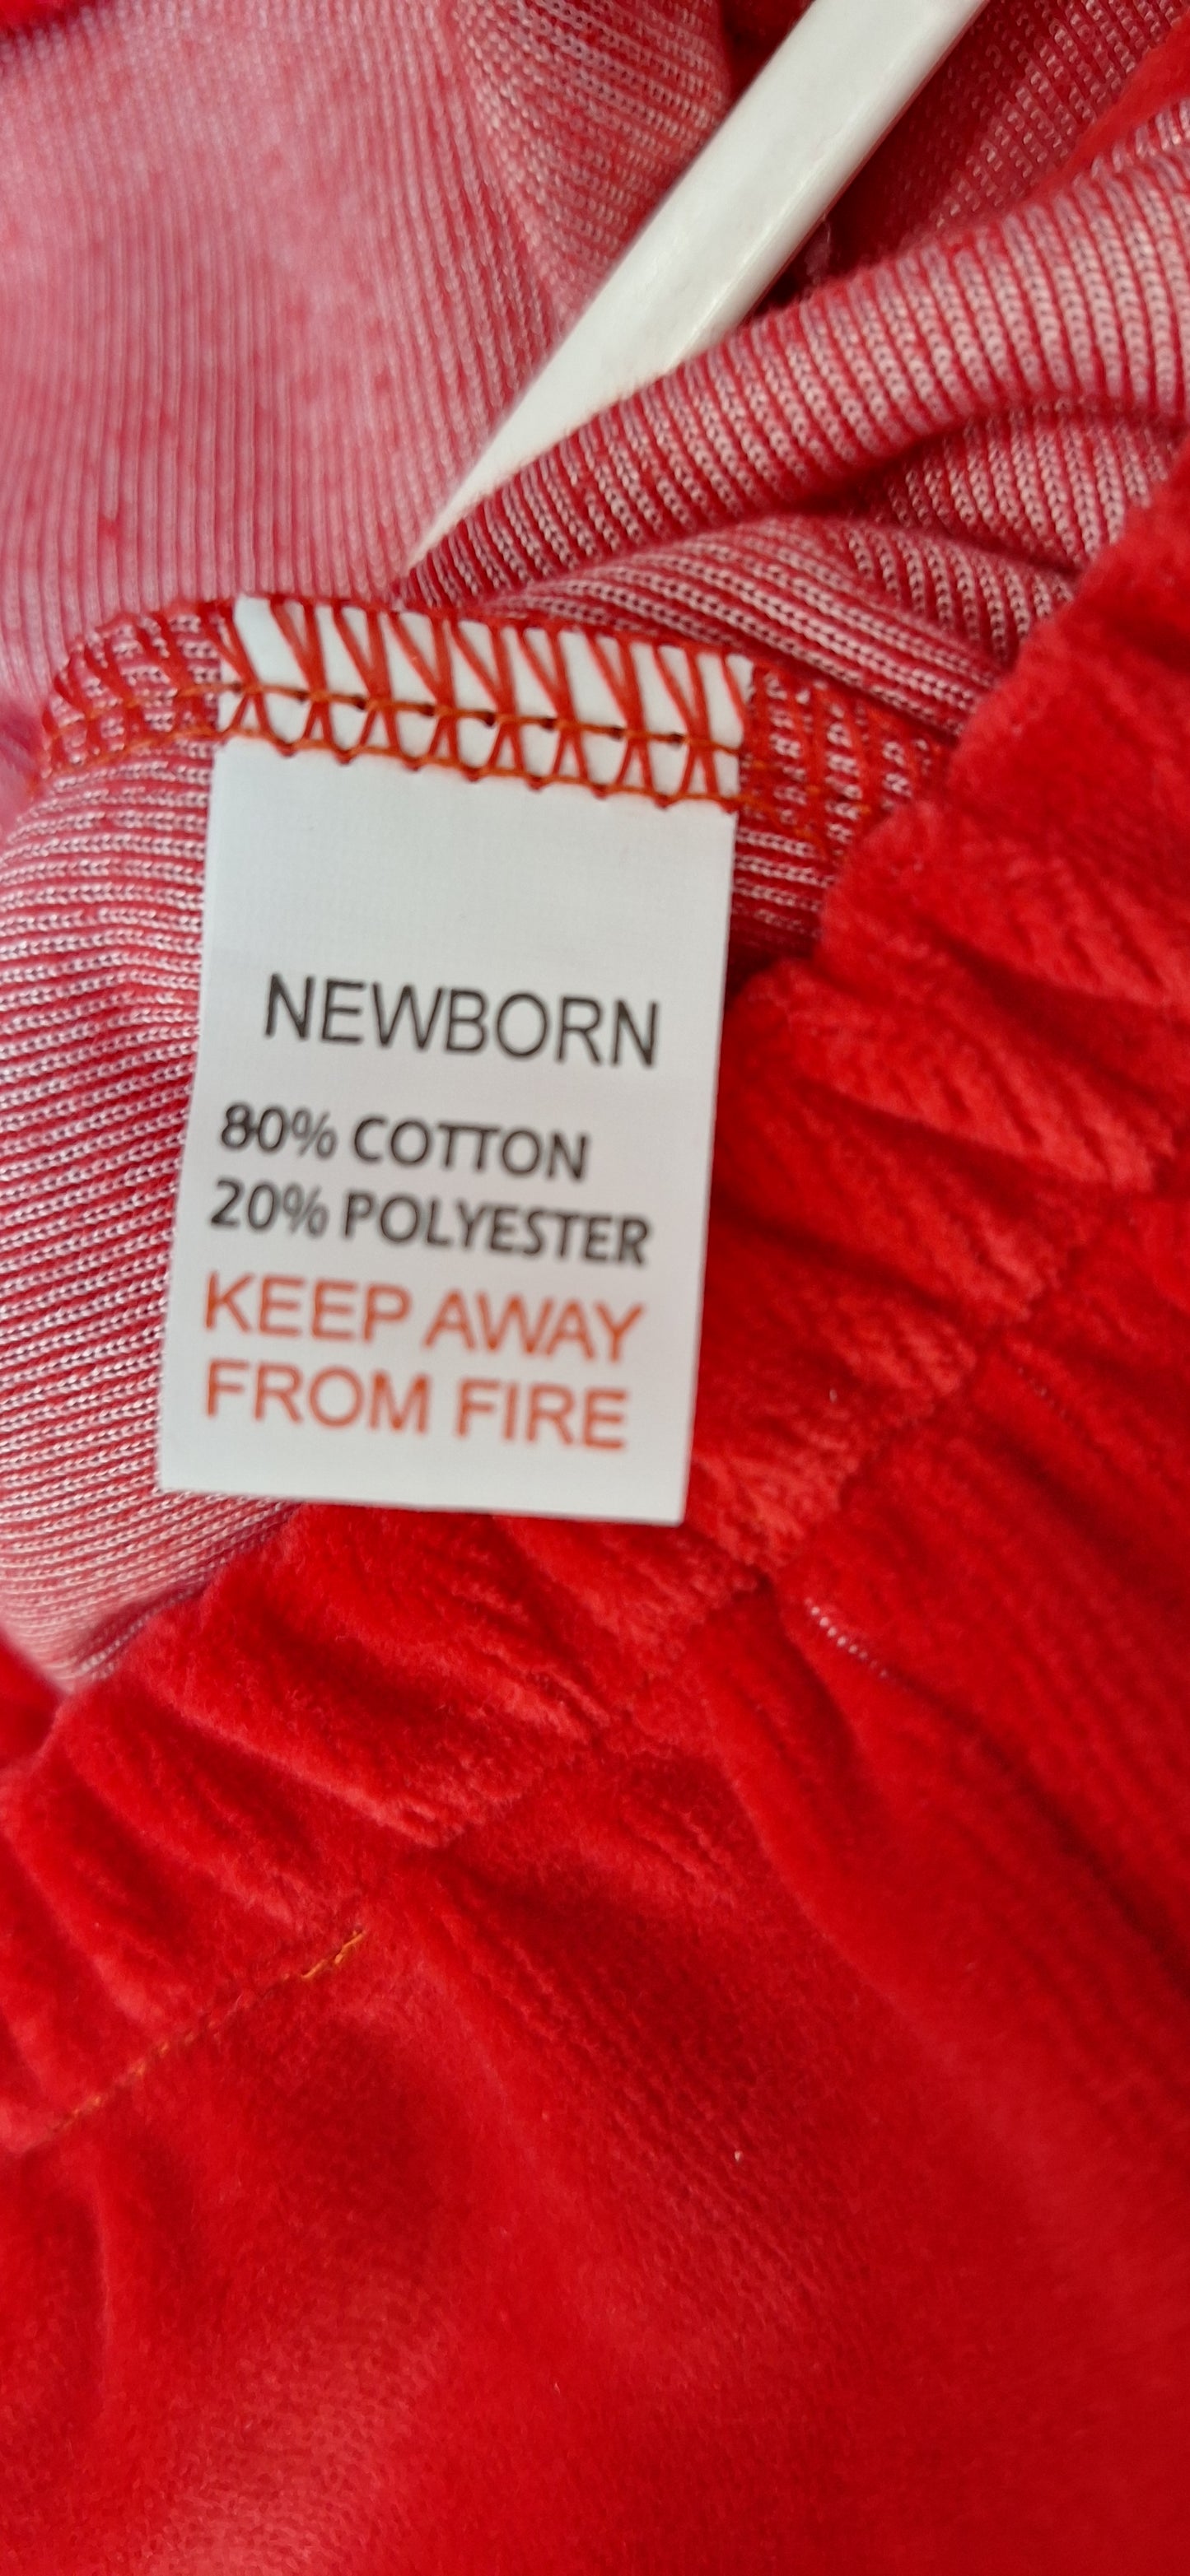 NEWBORN
80% COTTON
20% POLYESTER
KEEP AWAY
FROM FIRE